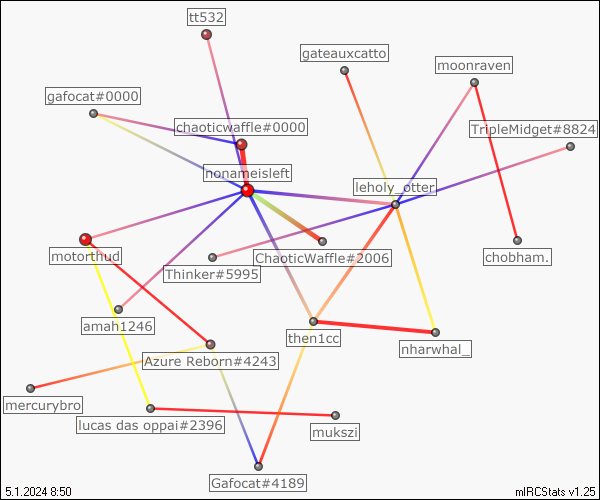 tt532
gateauxcatto
moonraven
gafocat#0000
chaoticwaffle#0000
TripleMidget#8824
nonameisleft
leholy_otter
motorthud
Thinker#5995
ChaoticWaffle#2006
chobham.
amah1246
then1cc
nharwhal_
Azure Reborn#4243
mercurybro
lucas das oppai#2396
mukszi
Gafocat#4189
5.1.2024 8:50
mIRCStats v1.25